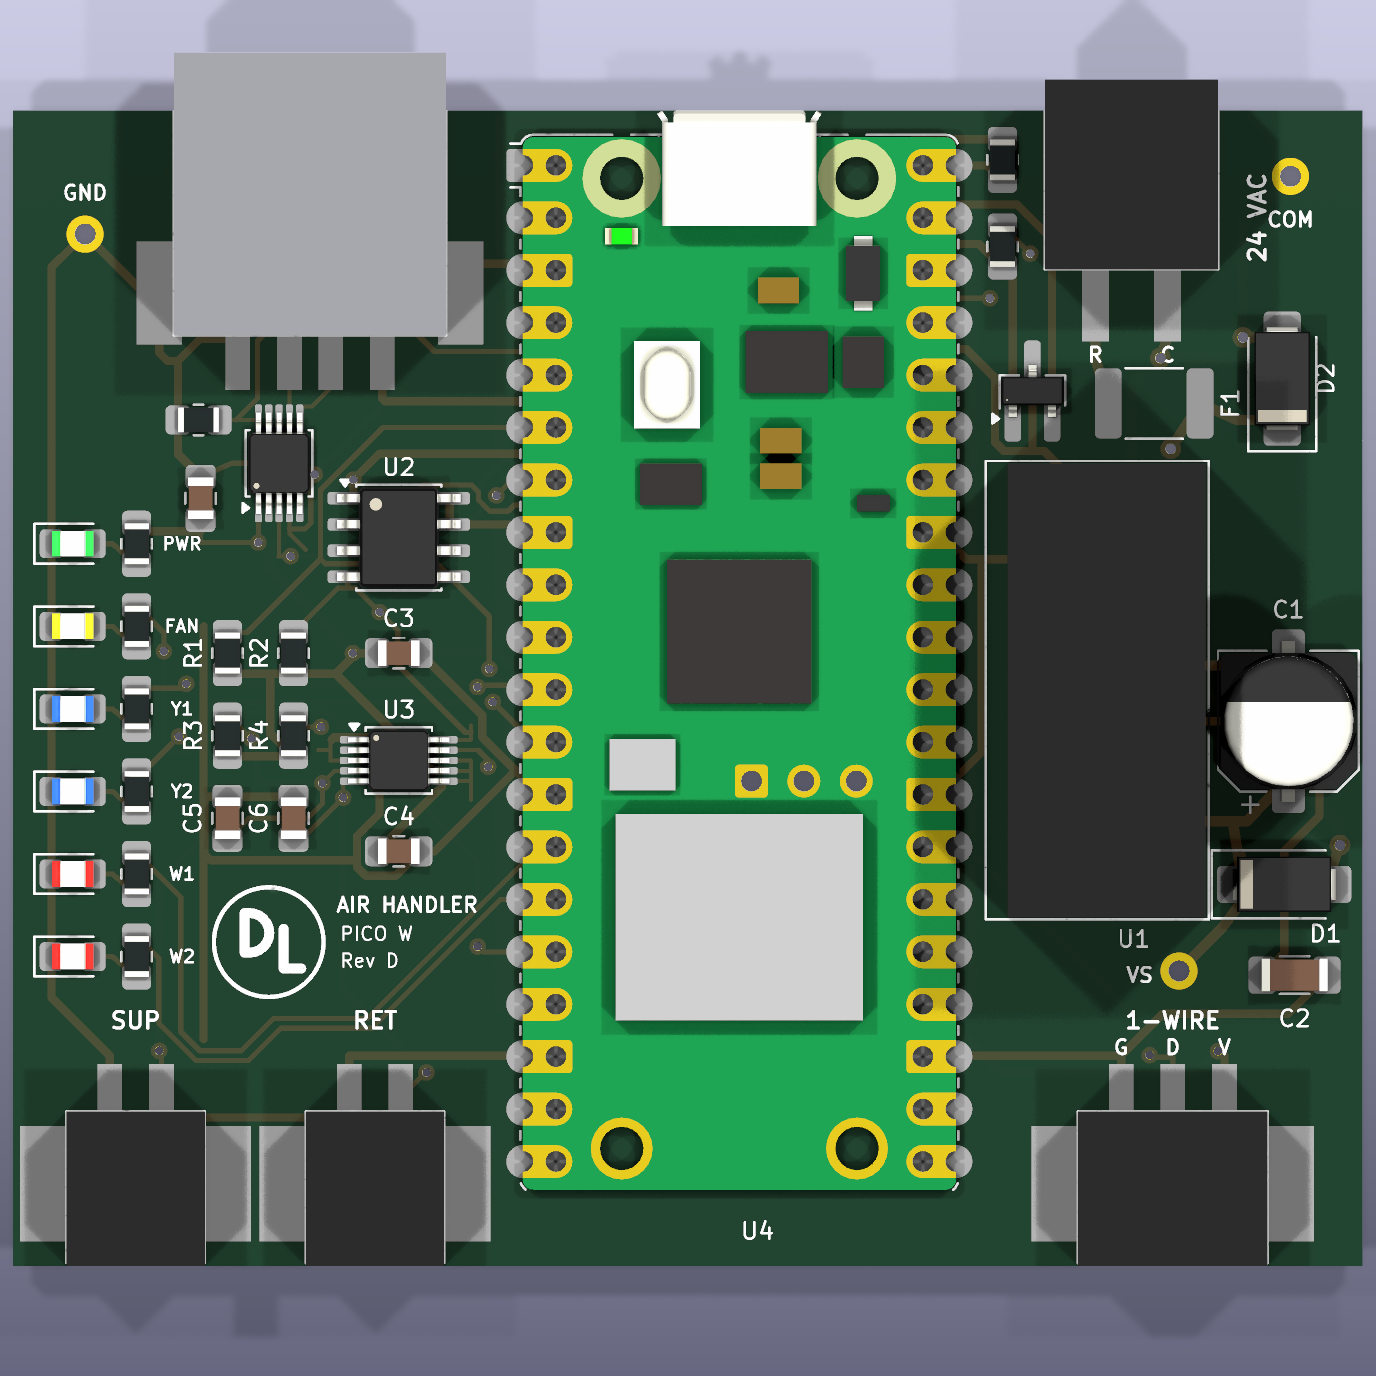 GND
24 VAC
COM
R
C
F1
D2
U2
PWR
C3
FAN
R1
R2
C1
Y1
U3
R3
R4
Y2
C5
C6
C4
+
W1
DL
AIR HANDLER
PICO W
Rev D
W2
U1
D1
VS
C2
SUP
RET
1-WIRE
G D V
U4